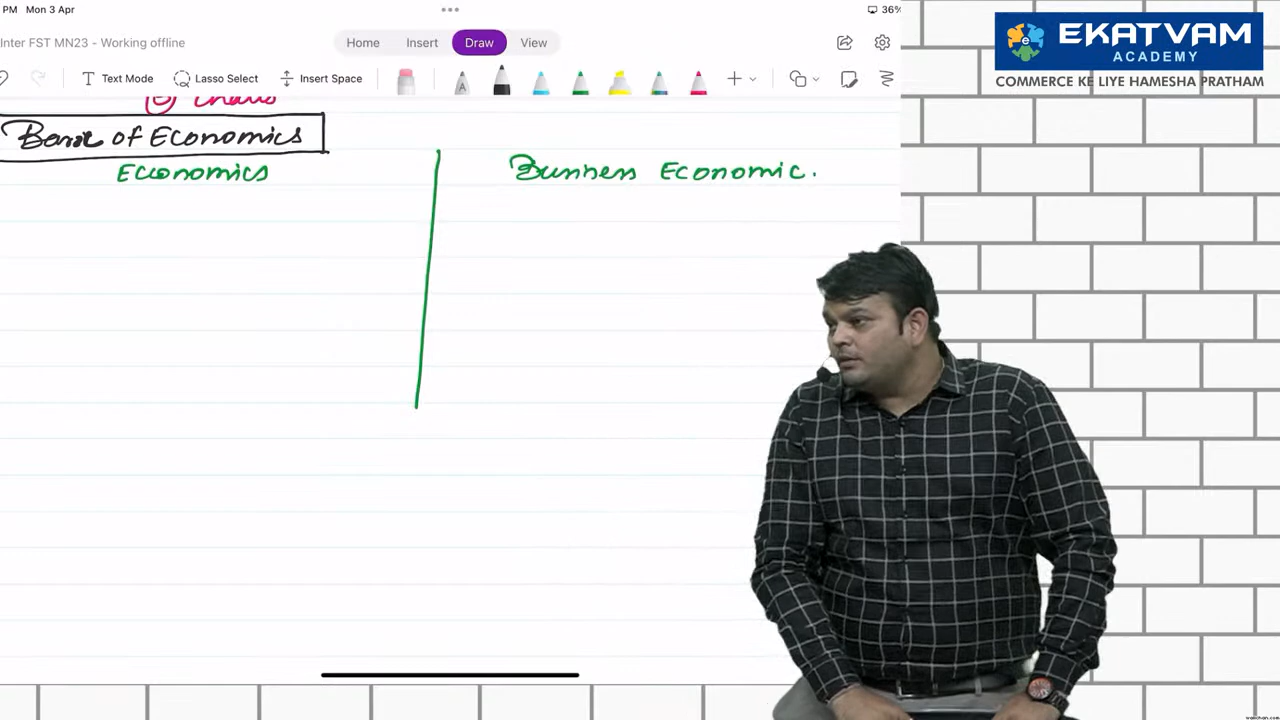 PM Mon 3 Apr
36%
Inter FST MN23 - Working offline
Home Insert Draw View
Text Mode Lasso Select Insert Space
EKATVAM
ACADEMY
COMMERCE KE LIYE HAMESHA PRATHAM
of Economics
Economics
Business Economic.